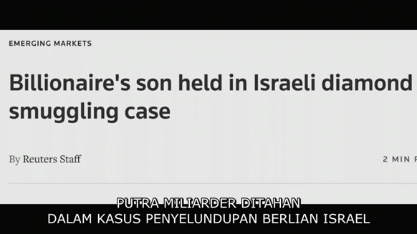 EMERGING MARKETS
Billionaire's son held in Israeli diamond
smuggling case
By Reuters Staff
2 MIN
PUTRA MILIARDER DITAHAN
DALAM KASUS PENYELUNDUPAN BERLIAN ISRAEL